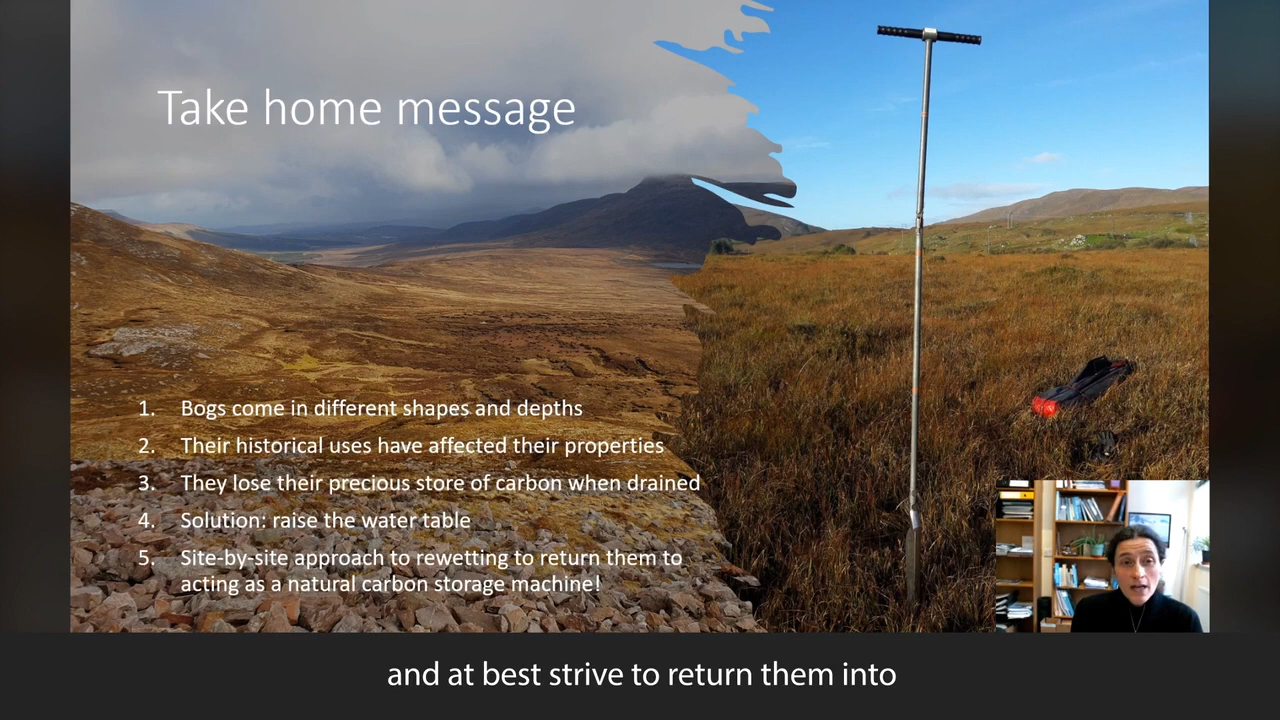 Take home message
1. Bogs come in different shapes and depths
2. Their historical uses have affected their properties
3. They lose their precious store of carbon when drained
4. Solution: raise the water table
5. Site-by-site approach to rewetting to return them to
acting as a natural carbon storage machine!
and at best strive to return them into